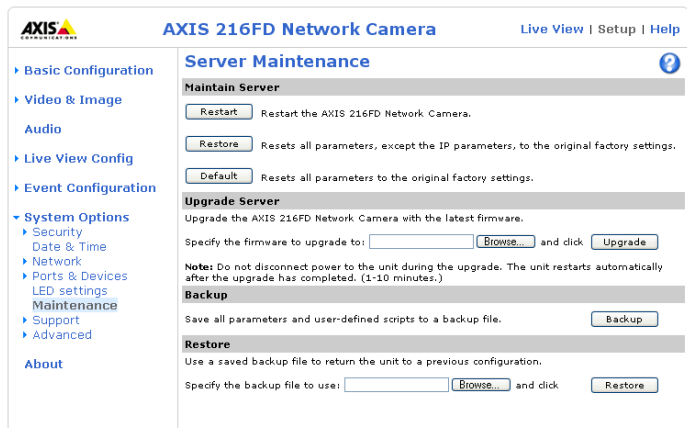 AXIS
COMMUNICATIONS
AXIS 216FD Network Camera
Live View | Setup | Help
Basic Configuration
Video & Image
Audio
Live View Config
Event Configuration
System Options
Security
Date & Time
Network
Ports & Devices
LED settings
Maintenance
Support
Advanced
About
Server Maintenance
?
Maintain Server
Restart Restart the AXIS 216FD Network Camera.
Restore Resets all parameters, except the IP parameters, to the original factory settings.
Default Resets all parameters to the original factory settings.
Upgrade Server
Upgrade the AXIS 216FD Network Camera with the latest firmware.
Specify the firmware to upgrade to: Browse... and click Upgrade
Note: Do not disconnect power to the unit during the upgrade. The unit restarts automatically
after the upgrade has completed. (1-10 minutes.)
Backup
Save all parameters and user-defined scripts to a backup file. Backup
Restore
Use a saved backup file to return the unit to a previous configuration.
Specify the backup file to use: Browse... and click Restore